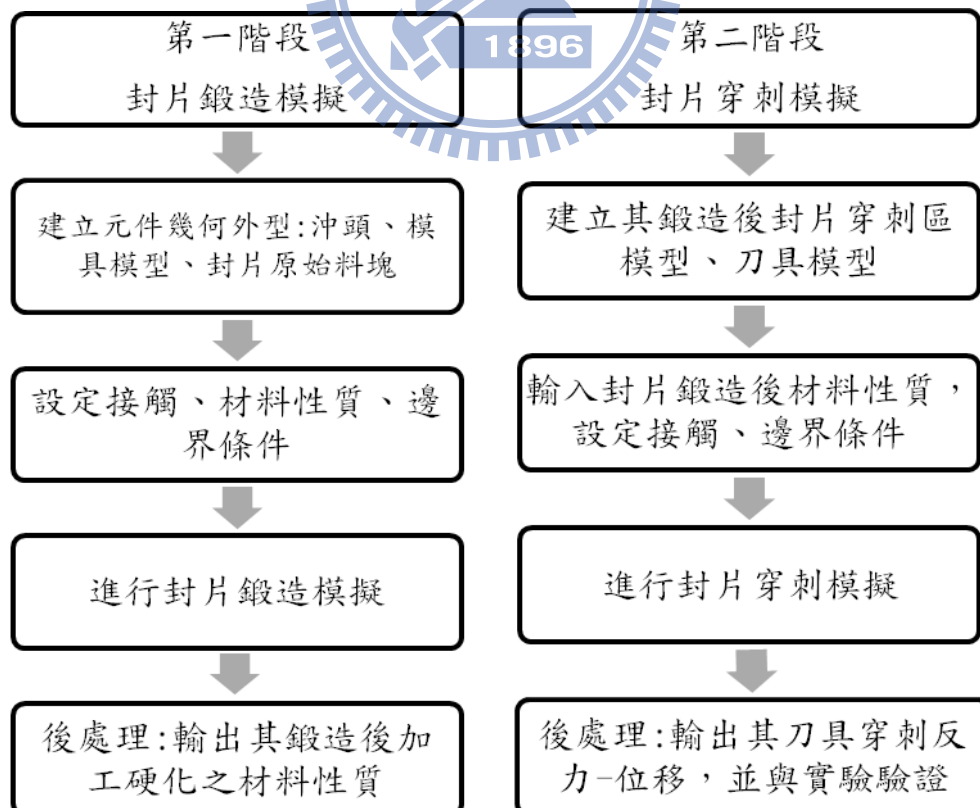 第一階段
封片鍛造模擬
建立元件幾何外型:沖頭、模
具模型、封片原始料塊
設定接觸、材料性質、邊
界條件
進行封片鍛造模擬
後處理:輸出其鍛造後加
工硬化之材料性質
1896
第二階段
封片穿刺模擬
建立其鍛造後封片穿刺區
模型、刀具模型
輸入封片鍛造後材料性質，
設定接觸、邊界條件
進行封片穿刺模擬
後處理:輸出其刀具穿刺反
力-位移，並與實驗驗證